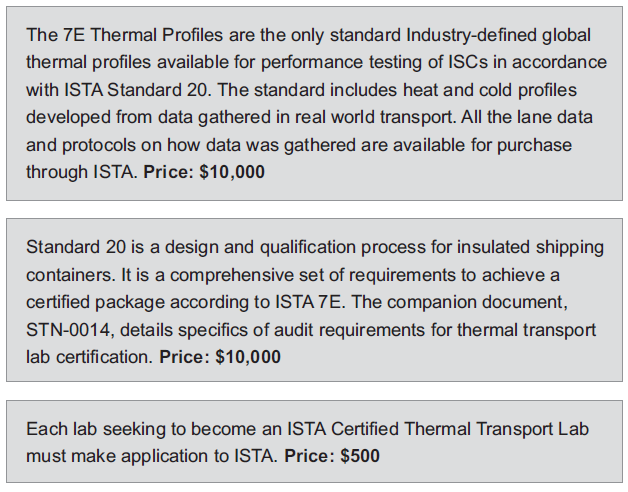 The 7E Thermal Profiles are the only standard Industry-defined global
thermal profiles available for performance testing of ISCs in accordance
with ISTA Standard 20. The standard includes heat and cold profiles
developed from data gathered in real world transport. All the lane data
and protocols on how data was gathered are available for purchase
through ISTA. Price: $10,000
Standard 20 is a design and qualification process for insulated shipping
containers. It is a comprehensive set of requirements to achieve a
certified package according to ISTA 7E. The companion document,
STN-0014, details specifics of audit requirements for thermal transport
lab certification. Price: $10,000
Each lab seeking to become an ISTA Certified Thermal Transport Lab
must make application to ISTA. Price: $500